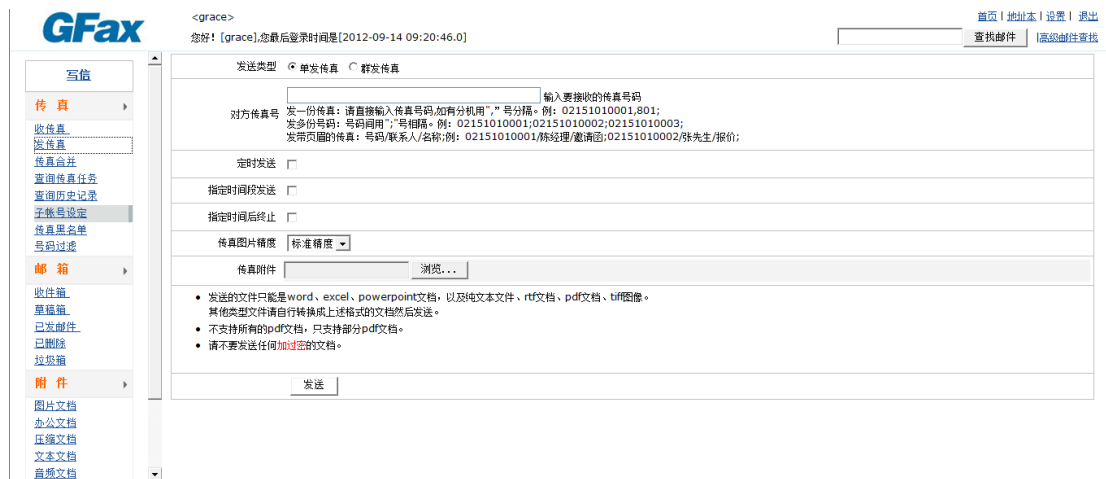 GFax
<grace>
首页 | 地址本 | 设置 | 退出
您好！[grace],您最后登录时间是[2012-09-14 09:20:46.0]
查找邮件 |高级邮件查找
写信
传 真
收传真
发传真
传真合并
查询传真任务
查询历史记录
子帐号设定
传真黑名单
号码过滤
邮 箱
收件箱
草稿箱
已发邮件
已删除
垃圾箱
附 件
图片文档
办公文档
压缩文档
文本文档
音频文档
发送类型 单发传真 群发传真
对方传真号 输入要接收的传真号码
发一份传真：请直接输入传真号码,如有分机用"," 号分隔。例：02151010001,801;
发多份号码：号码间用";"号相隔。例：02151010001;02151010002;02151010003;
发带页眉的传真：号码/联系人/名称;例：02151010001/陈经理/邀请函;02151010002/张先生/报价;
定时发送
指定时间段发送
指定时间后终止
传真图片精度 标准精度
传真附件 浏览...
• 发送的文件只能是word、excel、powerpoint文档，以及纯文本文件、rtf文档、pdf文档、tiff图像。
其他类型文件请自行转换成上述格式的文档然后发送。
• 不支持所有的pdf文档，只支持部分pdf文档。
• 请不要发送任何加过密的文档。
发送